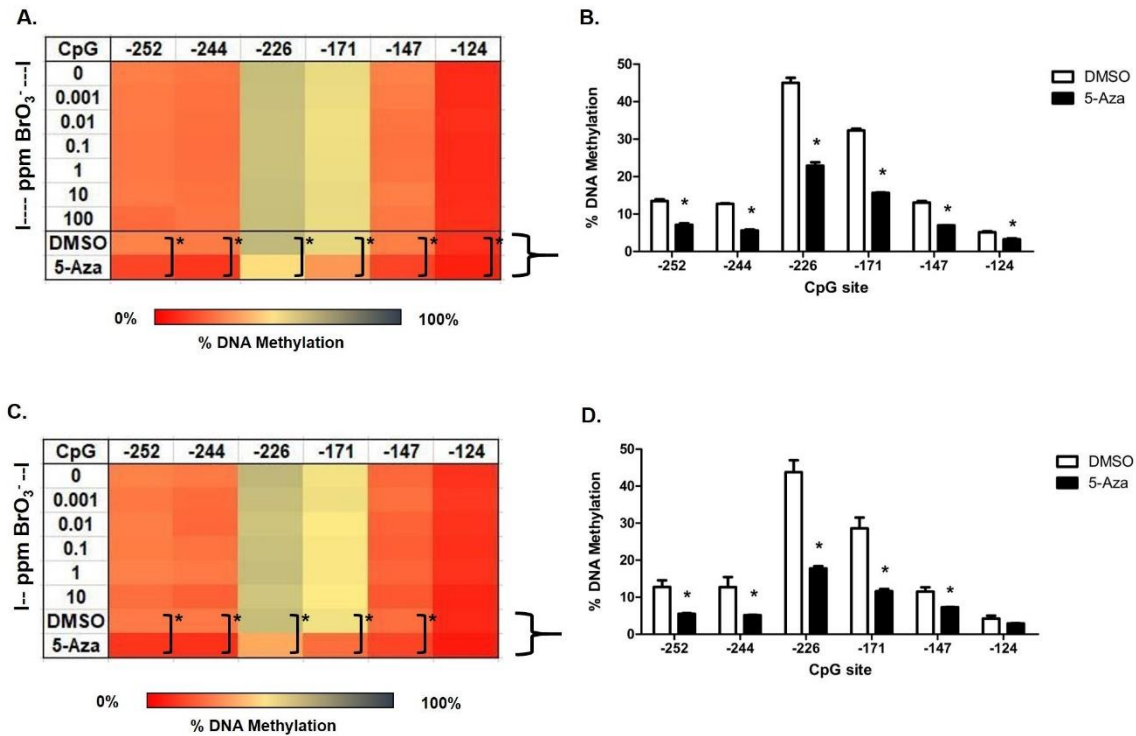 A.
CpG -252 -244 -226 -171 -147 -124
I---- ppm BrO3- ---I
0
0.001
0.01
0.1
1
10
100
DMSO * * * * * *
5-Aza
0% 100%
% DNA Methylation
B.
% DNA Methylation
50
40
30
20
10
0
* * * * * *
-252 -244 -226 -171 -147 -124
CpG site
DMSO
5-Aza
C.
CpG -252 -244 -226 -171 -147 -124
I-- ppm BrO3- --I
0
0.001
0.01
0.1
1
10
DMSO * * * * *
5-Aza
0% 100%
% DNA Methylation
D.
% DNA Methylation
50
40
30
20
10
0
* * * * *
-252 -244 -226 -171 -147 -124
CpG site
DMSO
5-Aza